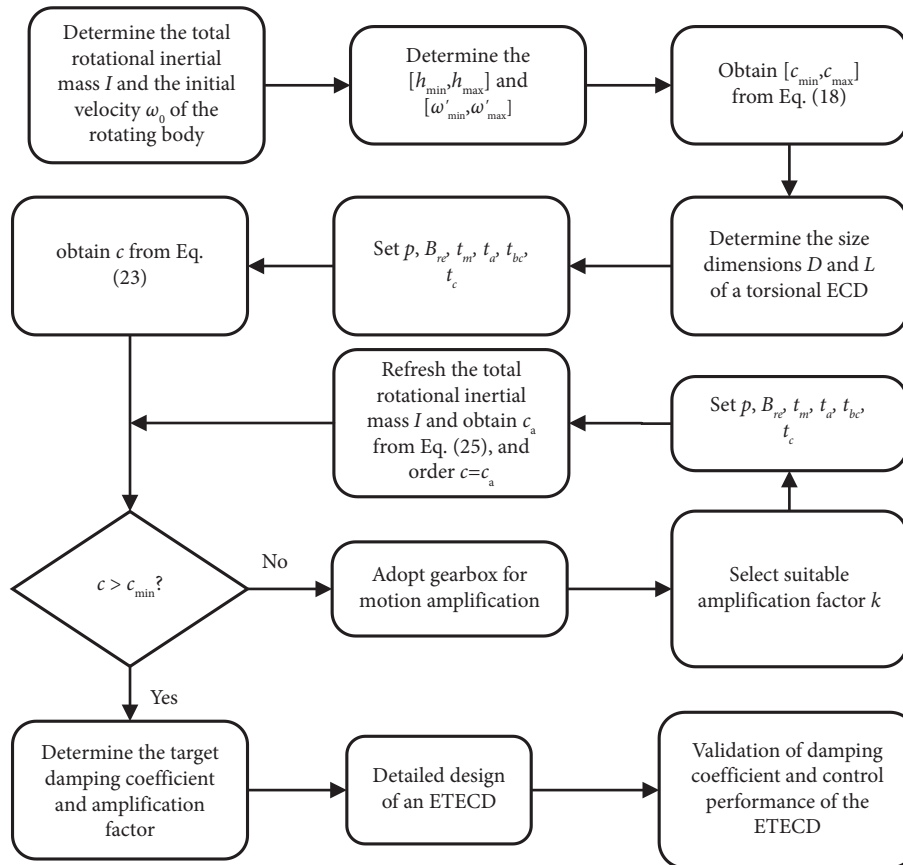 Determine the total
rotational inertial
mass I and the initial
velocity ω₀ of the
rotating body
Determine the
[hmin,hmax] and
[ω′min,ω′max]
Obtain [cmin,cmax]
from Eq. (18)
obtain c from Eq.
(23)
Set p, Bre, tm, ta, tbc,
tc
Determine the size
dimensions D and L
of a torsional ECD
Refresh the total
rotational inertial
mass I and obtain ca
from Eq. (25), and
order c=ca
Set p, Bre, tm, ta, tbc,
tc
c > cmin?
No
Adopt gearbox for
motion amplification
Select suitable
amplification factor k
Yes
Determine the target
damping coefficient
and amplification
factor
Detailed design
of an ETECD
Validation of damping
coefficient and control
performance of the
ETECD